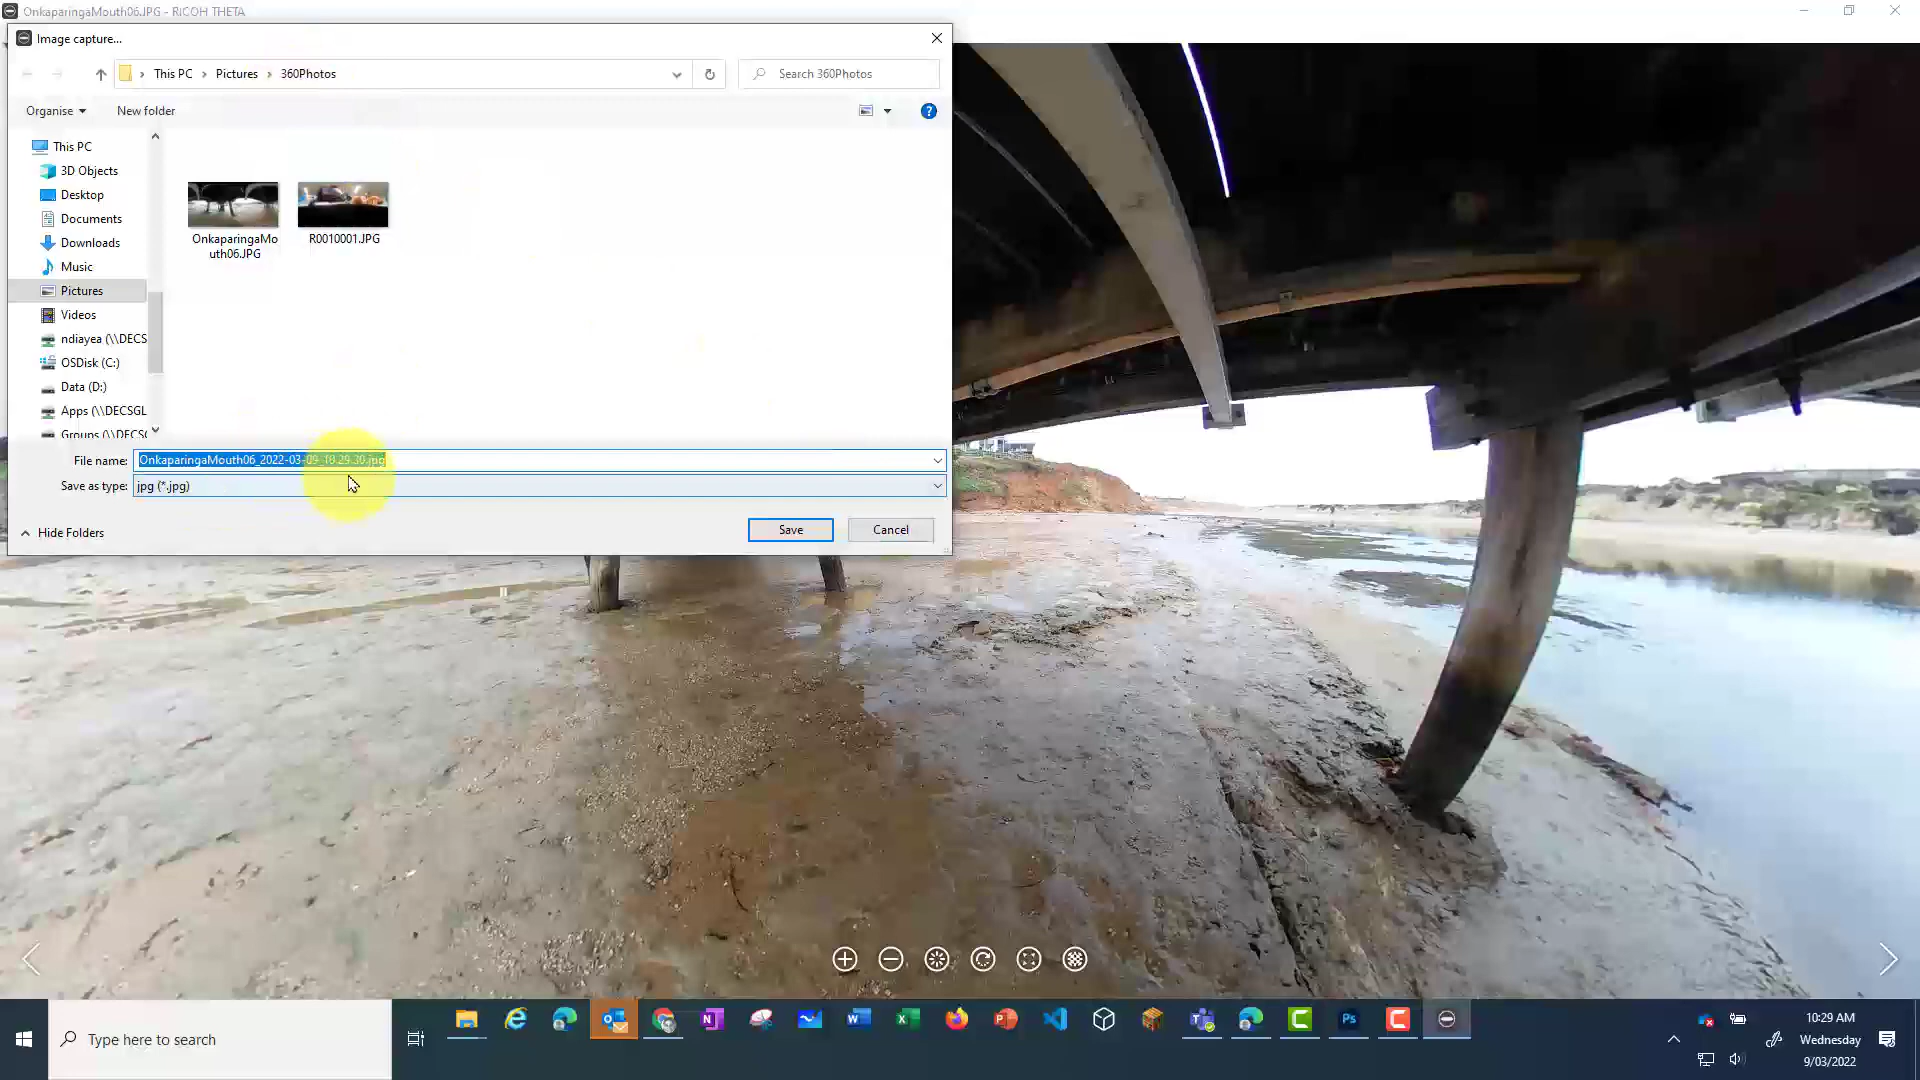 OnkaparingaMouth06.JPG - RICOH THETA
Image capture...
This PC
Pictures
360Photos
Search 360Photos
Organise
New folder
This PC
3D Objects
Desktop
Documents
Downloads
Music
Pictures
Videos
ndiayea (\\DECS
OSDisk (C:)
Data (D:)
Apps (\\DECSGL
Groups (\\DECSG
OnkaparingaMo
uth06.JPG
R0010001.JPG
File name:
OnkaparingaMouth06_2022-03-09_10.29.30.jpg
Save as type:
jpg (*.jpg)
Hide Folders
Save
Cancel
Type here to search
10:29 AM
Wednesday
9/03/2022